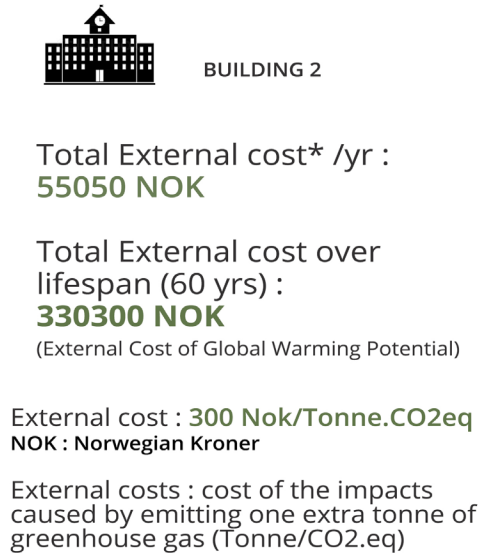 BUILDING 2
Total External cost* /yr :
55050 NOK
Total External cost over
lifespan (60 yrs) :
330300 NOK
(External Cost of Global Warming Potential)
External cost : 300 Nok/Tonne.CO2eq
NOK : Norwegian Kroner
External costs : cost of the impacts
caused by emitting one extra tonne of
greenhouse gas (Tonne/CO2.eq)